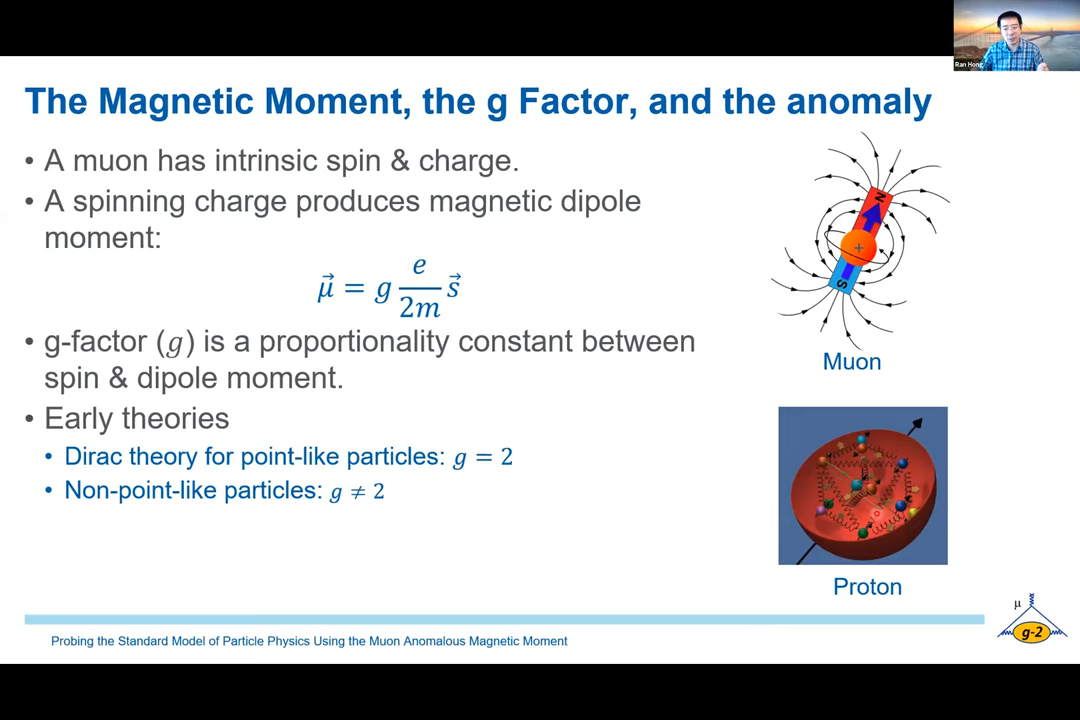 Ran Hong
The Magnetic Moment, the g Factor, and the anomaly
• A muon has intrinsic spin & charge.
• A spinning charge produces magnetic dipole
moment:
μ⃗ = g e/2m s⃗
• g-factor (g) is a proportionality constant between
spin & dipole moment.
• Early theories
• Dirac theory for point-like particles: g = 2
• Non-point-like particles: g ≠ 2
N
+
S
Muon
Proton
μ
g-2
Probing the Standard Model of Particle Physics Using the Muon Anomalous Magnetic Moment